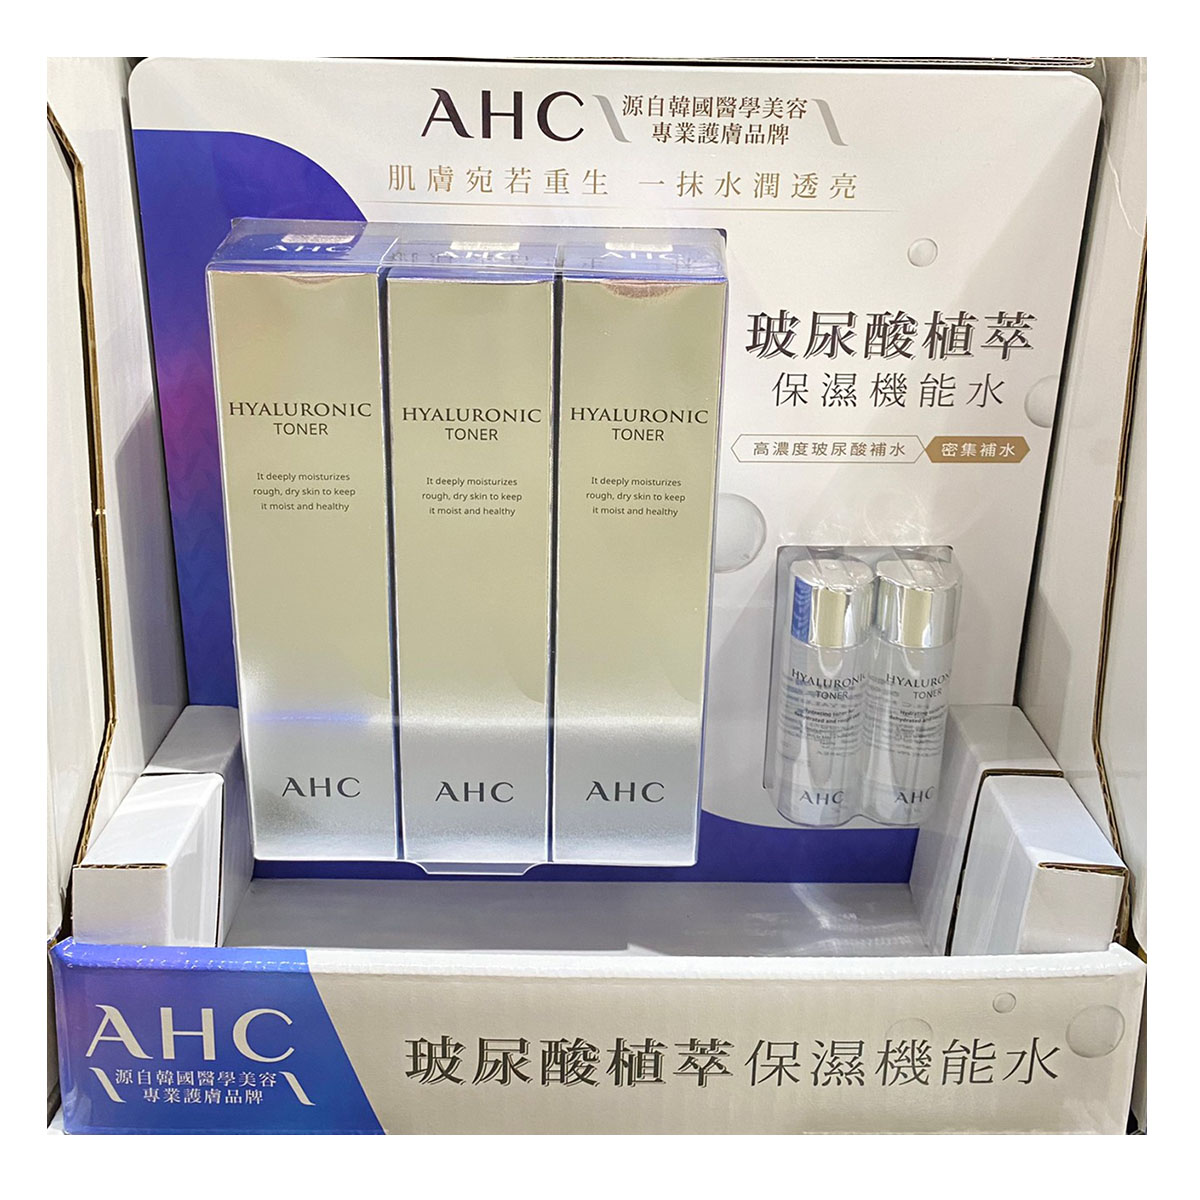 AHC
源自韓國醫學美容
專業護膚品牌
肌膚宛若重生 一抹水潤透亮
AHC
AHC
AHC
HYALURONIC
TONER
It deeply moisturizes
rough, dry skin to keep
it moist and healthy
AHC
HYALURONIC
TONER
It deeply moisturizes
rough, dry skin to keep
it moist and healthy
AHC
HYALURONIC
TONER
It deeply moisturizes
rough, dry skin to keep
it moist and healthy
AHC
玻尿酸植萃
保濕機能水
高濃度玻尿酸補水 密集補水
HYALURONIC
TONER
AHC
HYALURON
TONER
AHC
AHC
源自韓國醫學美容
專業護膚品牌
玻尿酸植萃保濕機能水